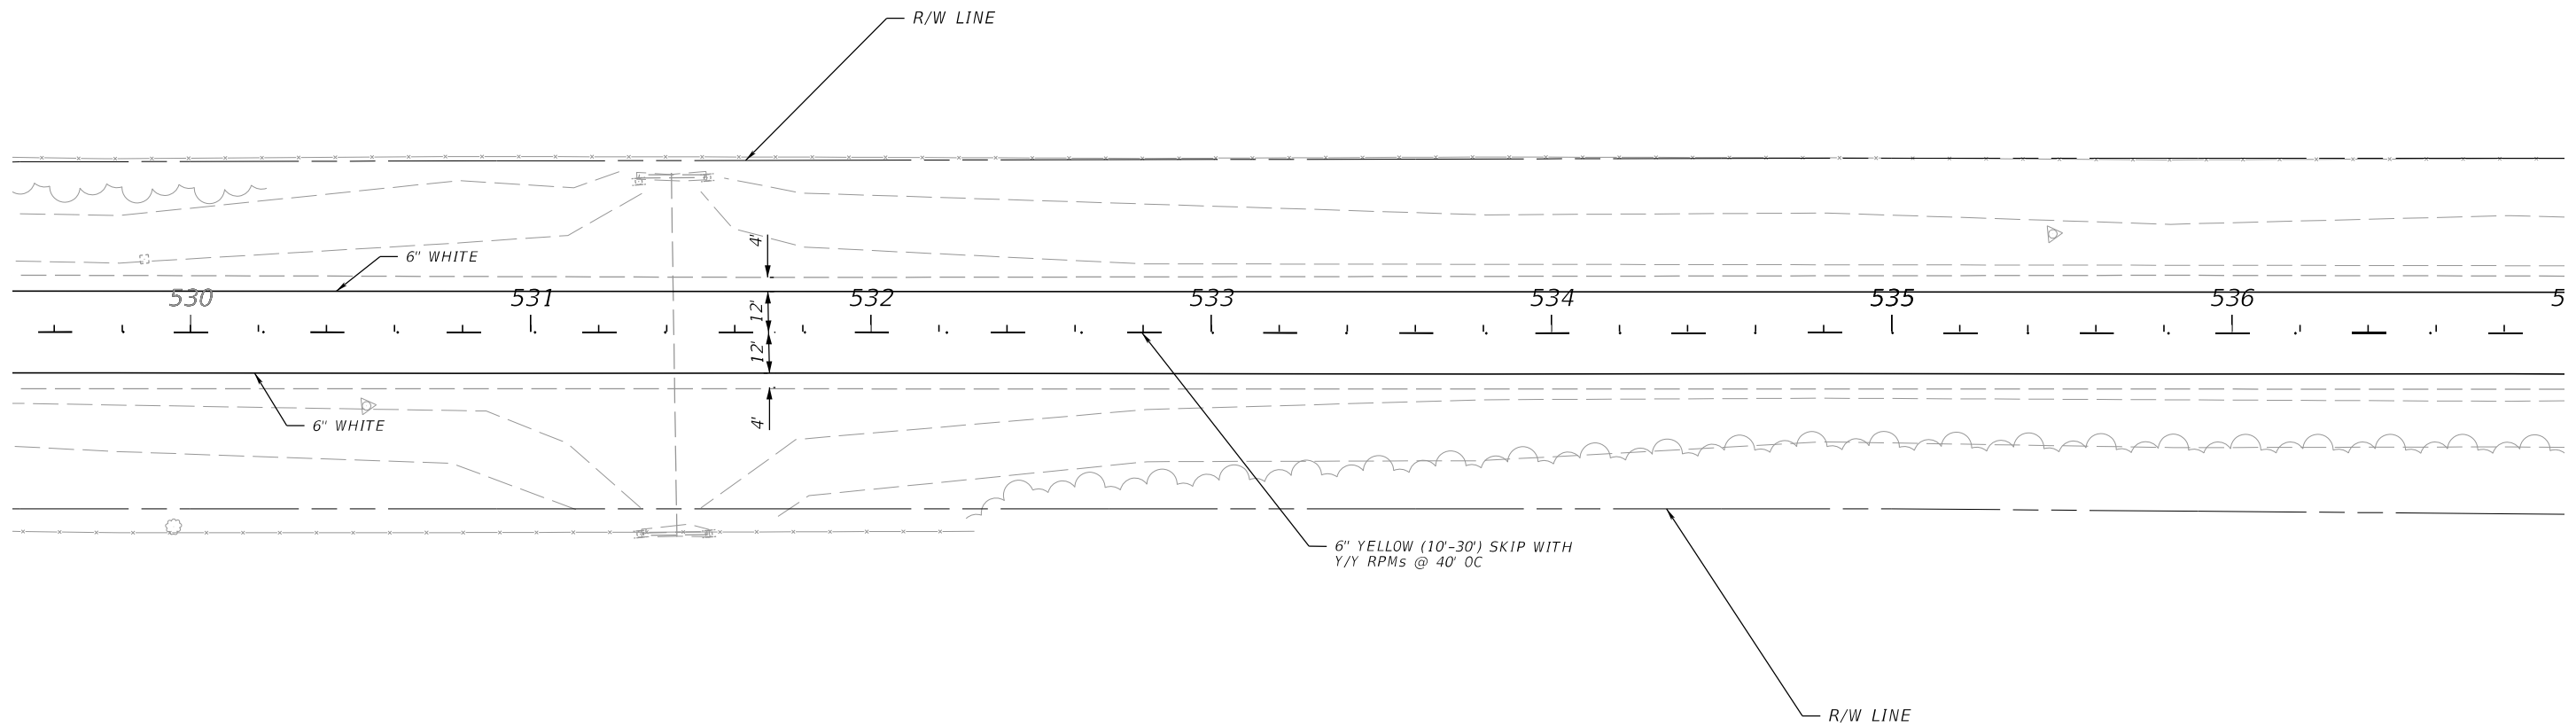 R/W LINE
4'
6" WHITE
530 531 532 533 534 535 536 5
12'
12'
4'
6" WHITE
6" YELLOW (10'-30') SKIP WITH
Y/Y RPMs @ 40' OC
R/W LINE